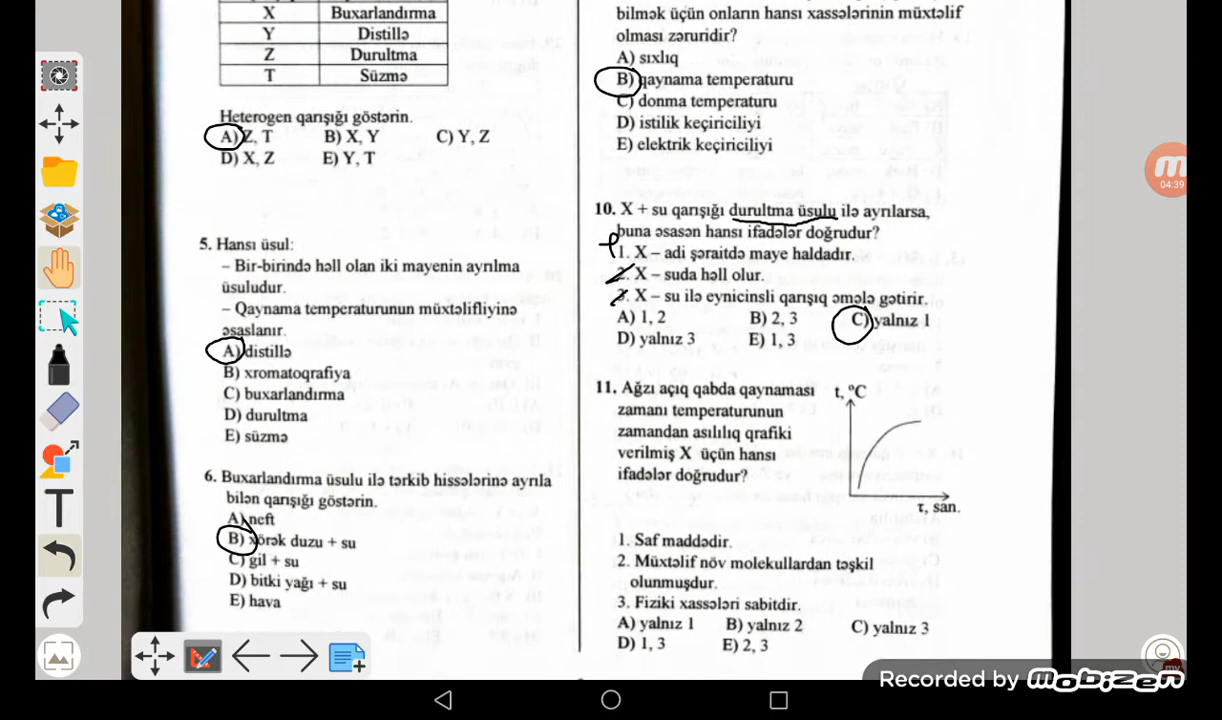 X Buxarlandırma
Y Distillə
Z Durultma
T Süzmə
Heterogen qarışığı göstərin.
A) Z, T B) X, Y C) Y, Z
D) X, Z E) Y, T
5. Hansı üsul:
– Bir-birində həll olan iki mayenin ayrılma
üsuludur.
– Qaynama temperaturunun müxtəlifliyinə
əsaslanır.
A) distillə
B) xromatoqrafiya
C) buxarlandırma
D) durultma
E) süzmə
6. Buxarlandırma üsulu ilə tərkib hissələrinə ayrıla
bilən qarışığı göstərin.
A) neft
B) xörək duzu + su
C) gil + su
D) bitki yağı + su
E) hava
bilmək üçün onların hansı xassələrinin müxtəlif
olması zəruridir?
A) sıxlıq
B) qaynama temperaturu
C) donma temperaturu
D) istilik keçiriciliyi
E) elektrik keçiriciliyi
10. X + su qarışığı durultma üsulu ilə ayrılarsa,
buna əsasən hansı ifadələr doğrudur?
1. X – adi şəraitdə maye haldadır.
2. X – suda həll olur.
3. X – su ilə eynicinsli qarışıq əmələ gətirir.
A) 1, 2 B) 2, 3 C) yalnız 1
D) yalnız 3 E) 1, 3
11. Ağzı açıq qabda qaynaması
zamanı temperaturunun
zamandan asılılıq qrafiki
verilmiş X üçün hansı
ifadələr doğrudur?
t, °C
τ, san.
1. Saf maddədir.
2. Müxtəlif növ molekullardan təşkil
olunmuşdur.
3. Fiziki xassələri sabitdir.
A) yalnız 1 B) yalnız 2 C) yalnız 3
D) 1, 3 E) 2, 3
04:39
T
Recorded by mobizen